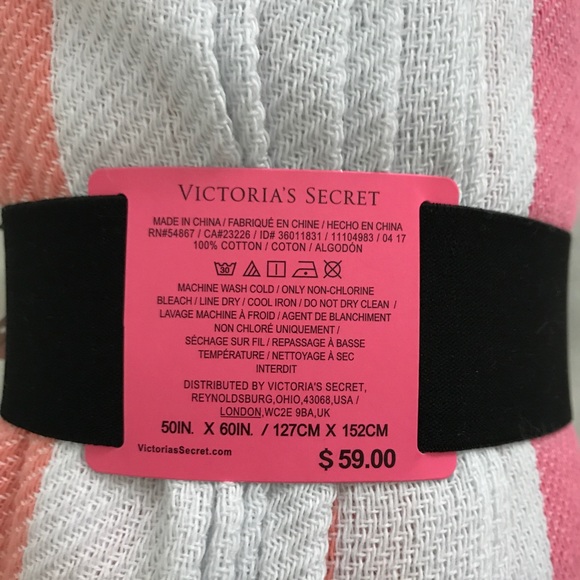 VICTORIA'S SECRET
MADE IN CHINA / FABRIQUÉ EN CHINE / HECHO EN CHINA
RN#54867 / CA#23226 / ID# 36011831 / 11104983 / 04 17
100% COTTON / COTON / ALGODÓN
30
MACHINE WASH COLD / ONLY NON-CHLORINE
BLEACH / LINE DRY / COOL IRON / DO NOT DRY CLEAN /
LAVAGE MACHINE À FROID / AGENT DE BLANCHIMENT
NON CHLORÉ UNIQUEMENT /
SÉCHAGE SUR FIL / REPASSAGE À BASSE
TEMPÉRATURE / NETTOYAGE À SEC
INTERDIT
DISTRIBUTED BY VICTORIA'S SECRET,
REYNOLDSBURG,OHIO,43068,USA /
LONDON,WC2E 9BA,UK
50IN. X 60IN. / 127CM X 152CM
VictoriasSecret.com
$ 59.00